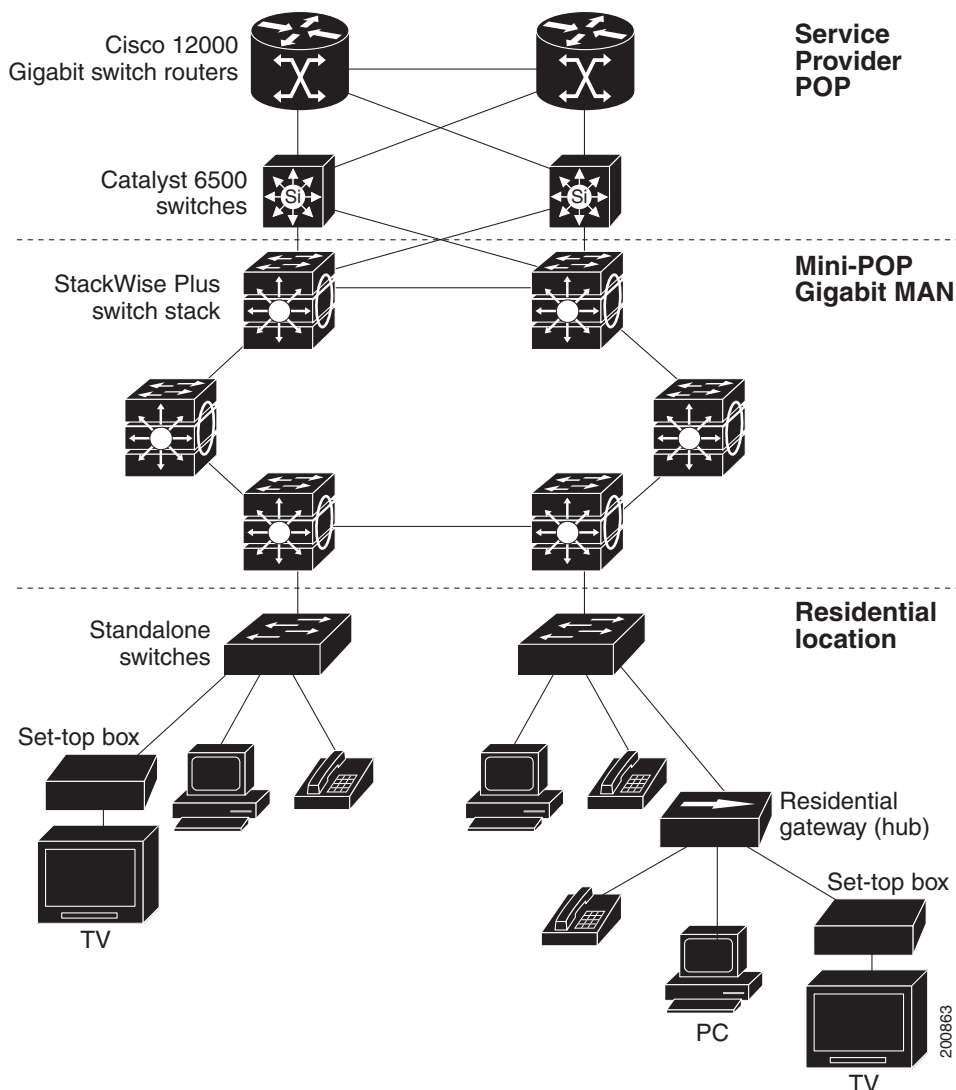 Cisco 12000
Gigabit switch routers
Service
Provider
POP
Catalyst 6500
switches
Si
Si
StackWise Plus
switch stack
Mini-POP
Gigabit MAN
Standalone
switches
Residential
location
Set-top box
TV
Residential
gateway (hub)
Set-top box
PC
TV
200863